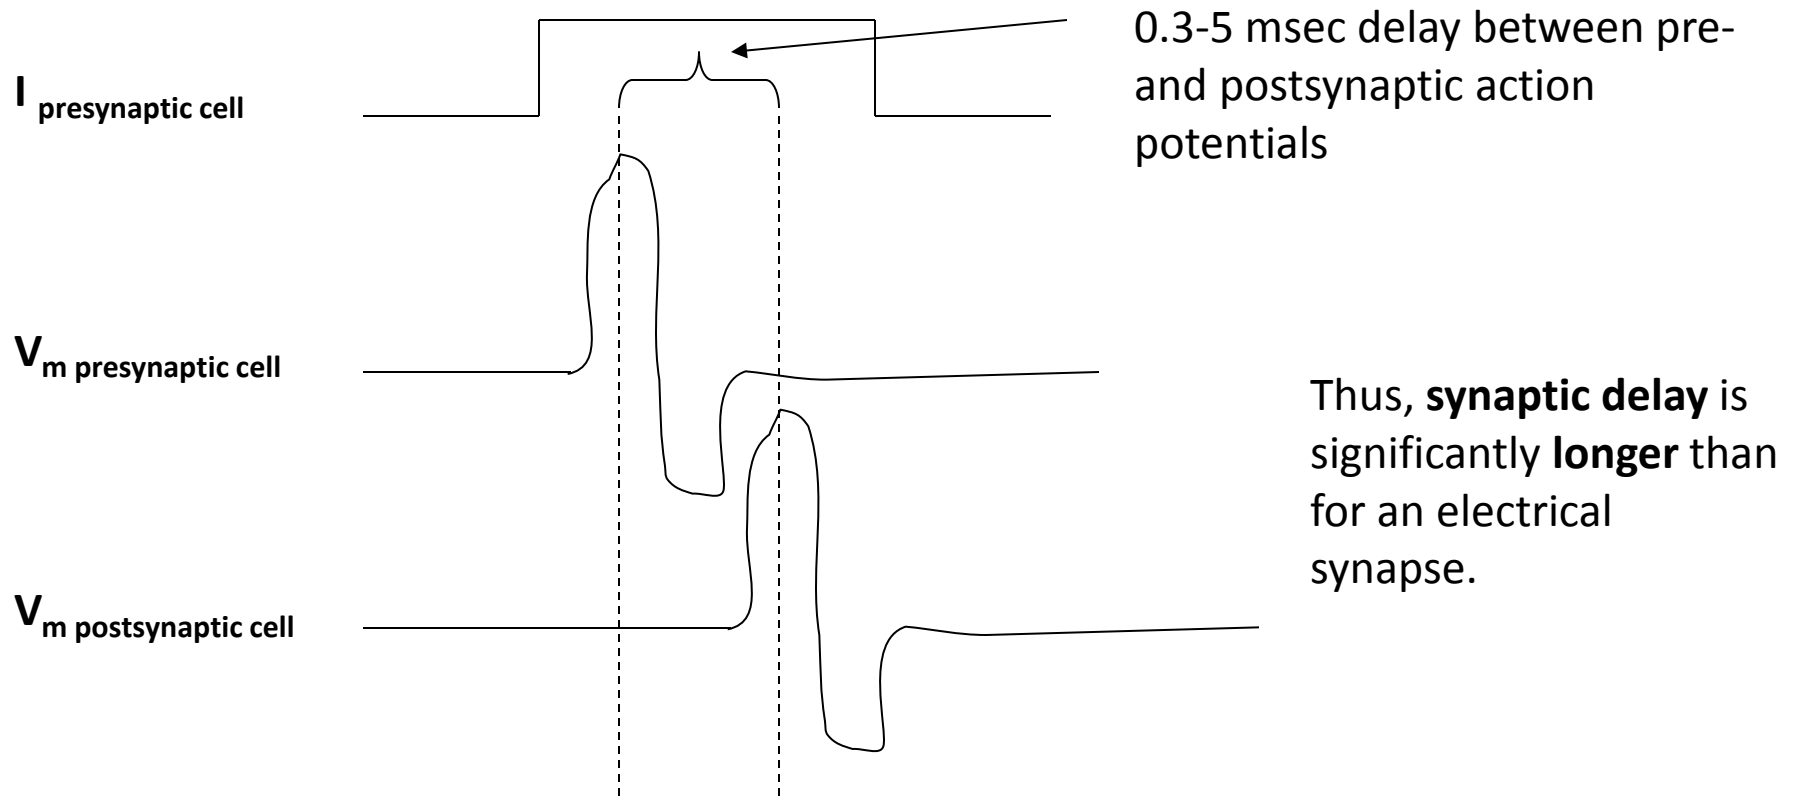 0.3-5 msec delay between pre-
and postsynaptic action
potentials
I presynaptic cell
Vm presynaptic cell
Thus, synaptic delay is
significantly longer than
for an electrical
synapse.
Vm postsynaptic cell